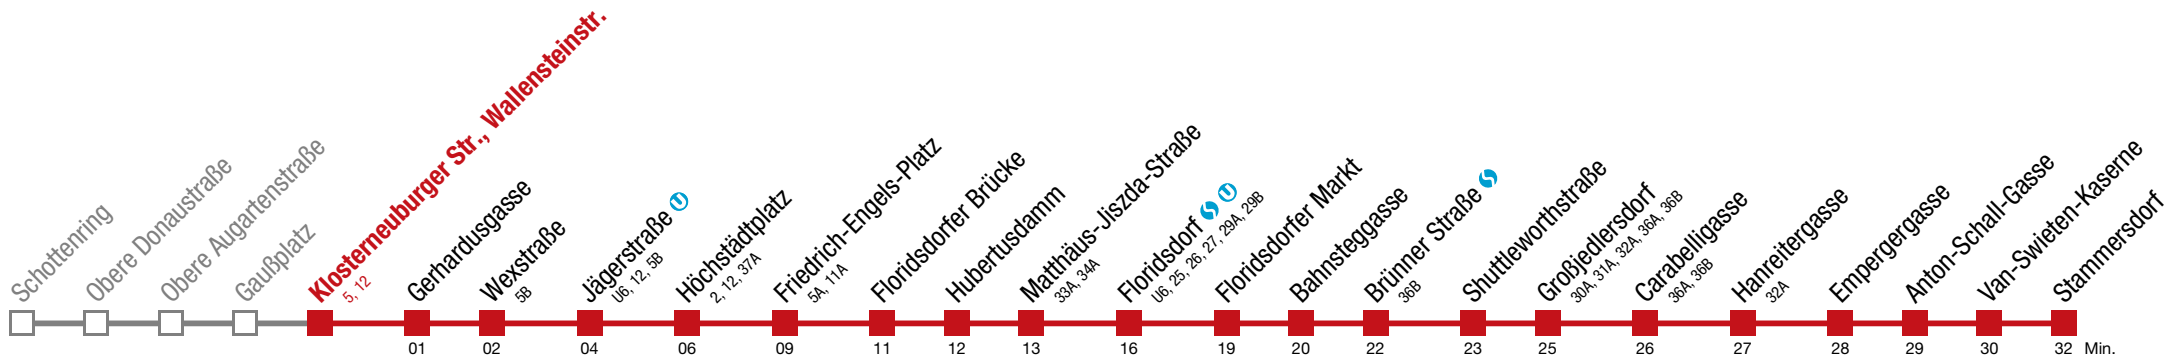 Schottenring
Obere Donaustraße
Obere Augartenstraße
Gaußplatz
Klosterneuburger Str., Wallensteinstr.
5, 12
Gerhardusgasse
Wexstraße
5B
Jägerstraße U
U6, 12, 5B
Höchstädtplatz
2, 12, 37A
Friedrich-Engels-Platz
5A, 11A
Floridsdorfer Brücke
Hubertusdamm
Matthäus-Jiszda-Straße
33A, 34A
Floridsdorf S U
U6, 25, 26, 27, 29A, 29B
Floridsdorfer Markt
Bahnsteggasse
Brünner Straße S
36B
Shuttleworthstraße
Großjedlersdorf
30A, 31A, 32A, 36A, 36B
Carabelligasse
36A, 36B
Hanreitergasse
32A
Empergergasse
Anton-Schall-Gasse
Van-Swieten-Kaserne
Stammersdorf
01 02 04 06 09 11 12 13 16 19 20 22 23 25 26 27 28 29 30 32 Min.